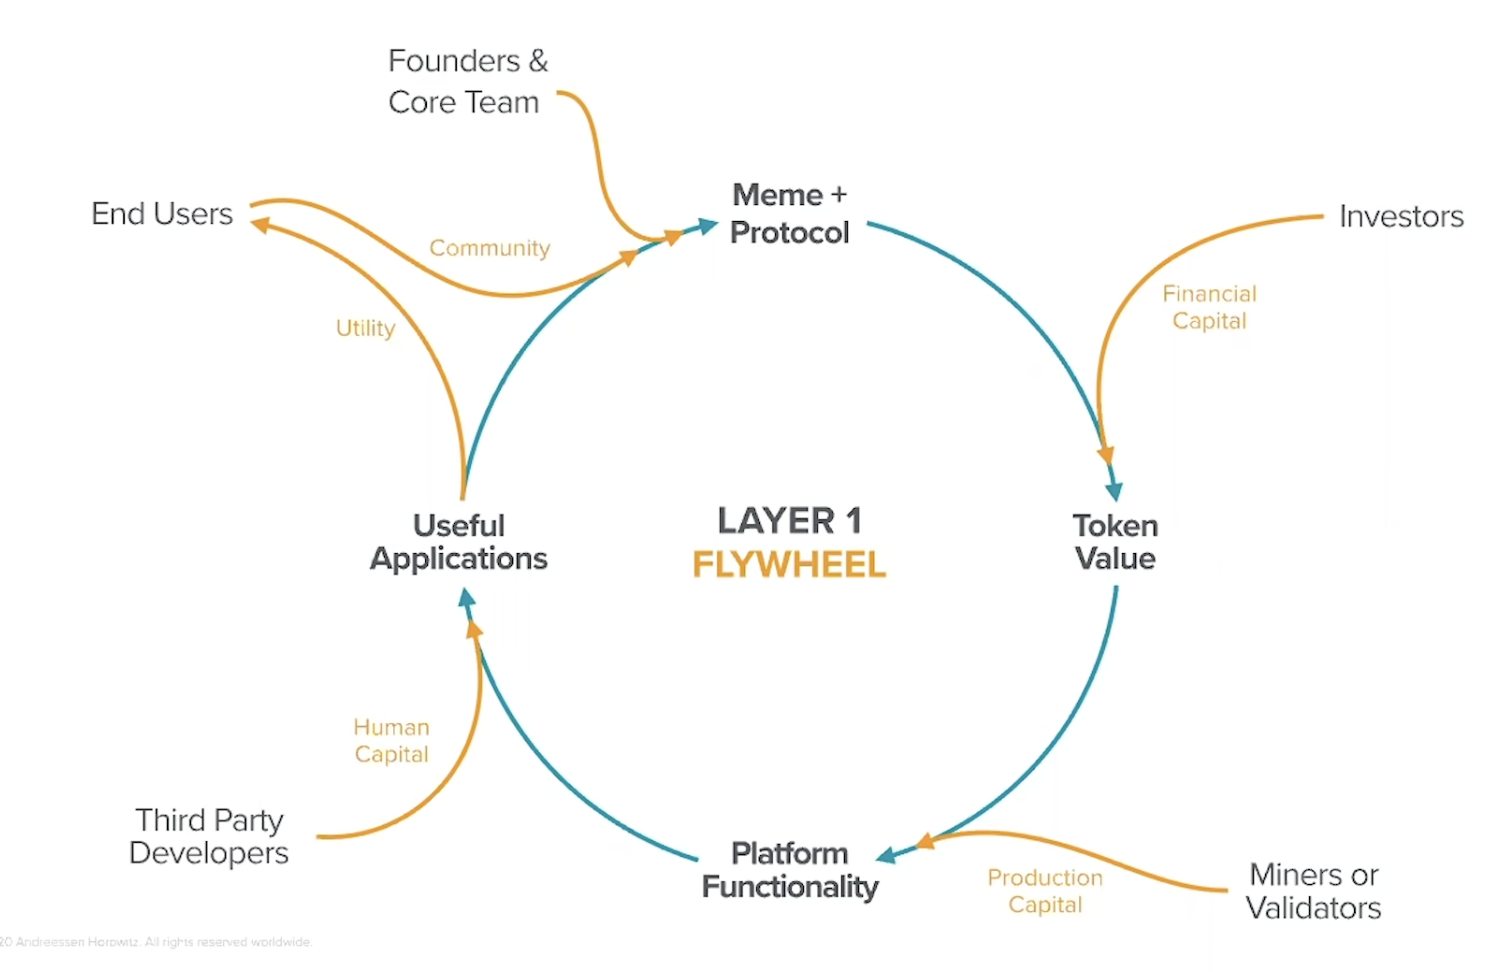 Founders &
Core Team
Meme +
Protocol
End Users
Investors
Community
Financial
Capital
Utility
LAYER 1
FLYWHEEL
Useful
Applications
Token
Value
Human
Capital
Third Party
Developers
Platform
Functionality
Production
Capital
Miners or
Validators
20 Andreessen Horowitz. All rights reserved worldwide.